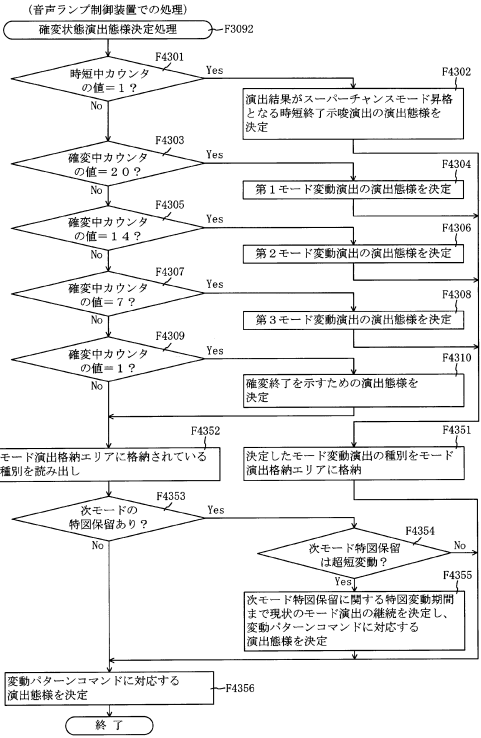 (音声ランプ制御装置での処理)
確変状態演出態様決定処理
F3092
F4301
時短中カウンタ
の値=1?
Yes
No
F4302
演出結果がスーパーチャンスモード昇格
となる時短終了示唆演出の演出態様を
決定
F4303
確変中カウンタ
の値=20?
Yes
No
F4304
第1モード変動演出の演出態様を決定
F4305
確変中カウンタ
の値=14?
Yes
No
F4306
第2モード変動演出の演出態様を決定
F4307
確変中カウンタ
の値=7?
Yes
No
F4308
第3モード変動演出の演出態様を決定
F4309
確変中カウンタ
の値=1?
Yes
No
F4310
確変終了を示すための演出態様を
決定
F4352
モード演出格納エリアに格納されている
種別を読み出し
F4351
決定したモード変動演出の種別をモード
演出格納エリアに格納
F4353
次モードの
特図保留あり?
Yes
No
F4354
次モード特図保留
は超短変動?
No
Yes
F4355
次モード特図保留に関する特図変動期間
まで現状のモード演出の継続を決定し、
変動パターンコマンドに対応する
演出態様を決定
変動パターンコマンドに対応する
演出態様を決定
F4356
終了